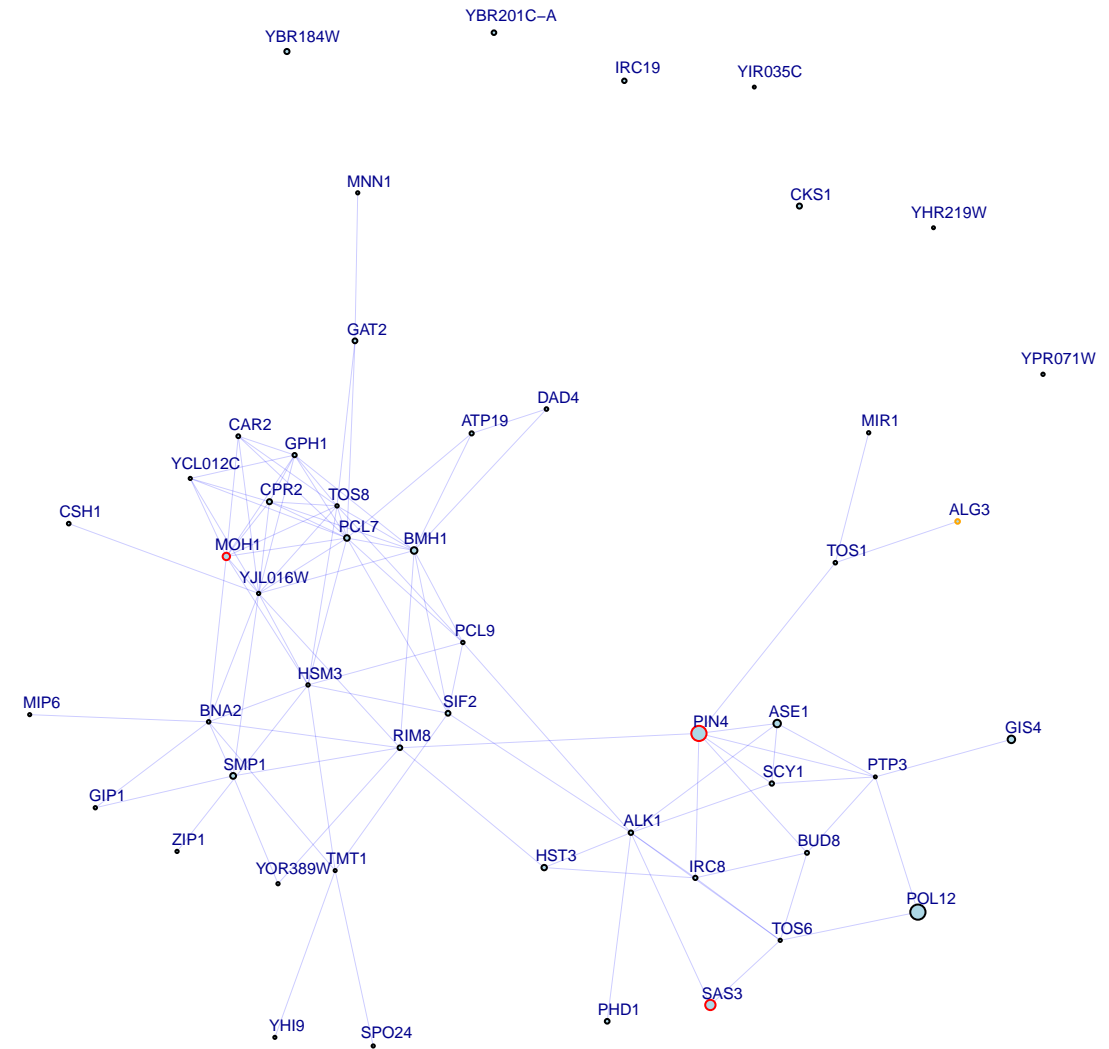 YBR201C−A
YBR184W
IRC19
YIR035C
MNN1
CKS1
YHR219W
GAT2
YPR071W
DAD4
CAR2
ATP19
MIR1
GPH1
YCL012C
CPR2
TOS8
CSH1
PCL7
ALG3
MOH1
BMH1
TOS1
YJL016W
PCL9
HSM3
MIP6
BNA2
SIF2
PIN4
ASE1
GIS4
RIM8
SMP1
SCY1
PTP3
GIP1
ALK1
ZIP1
BUD8
YOR389W
TMT1
HST3
IRC8
POL12
TOS6
SAS3
PHD1
YHI9
SPO24